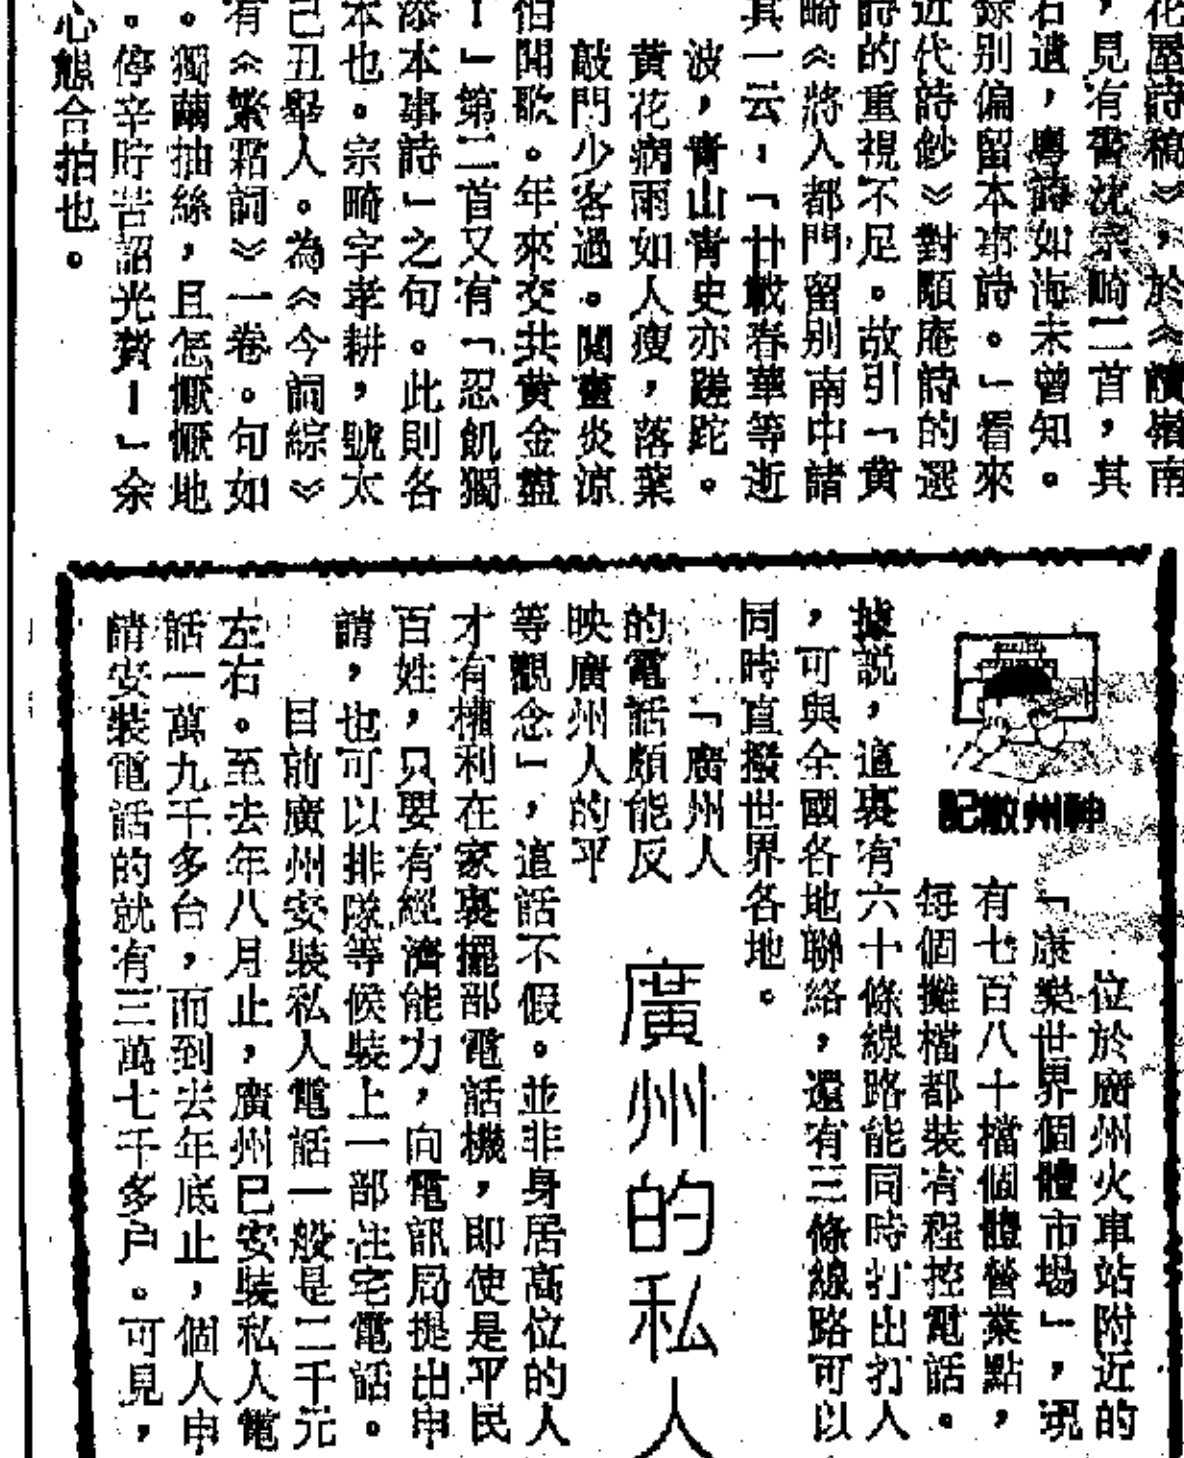 花屋詩稿》，於《讀嶺南
，見有書沈宗畸二首，其
石遺，粵詩如海未曾知。
錄别偏留本事詩。」看來
近代詩鈔》對顒庵詩的選
詩的重視不足。故引「黄
畸《將入都門留别南中諸
其一云：「廿載春華等逝
波，青山青史亦蹉跎。
黄花病雨如人瘦，落葉
敲門少客過。閱盡炎涼
伯開歌。年來交共黄金盡
！」第二首又有「忍飢獨
添本事詩」之句。此則各
本也。宗畸字孝耕，號太
己丑舉人。為《今詞綜》
有《繁霜詞》一卷。句如
。獨繭抽絲，且怎懨懨地
。停辛貯苦韶光賷！」余
心態合拍也。
神州散記
廣州的私人
位於廣州火車站附近的
「康樂世界個體市場」，現
有七百八十檔個體營業點，
每個攤檔都裝有程控電話。
據説，這裏有六十條線路能同時打出打入
，可與全國各地聯絡，還有三條線路可以
同時直撥世界各地。
「廣州人
的電話頗能反
映廣州人的平
等觀念」，這話不假。並非身居高位的人
才有權利在家裏擺部電話機，即使是平民
百姓，只要有經濟能力，向電訊局提出申
請，也可以排隊等候裝上一部住宅電話。
目前廣州安裝私人電話一般是二千元
左右。至去年八月止，廣州已安裝私人電
話一萬九千多台，而到去年底止，個人申
請安裝電話的就有三萬七千多户。可見，